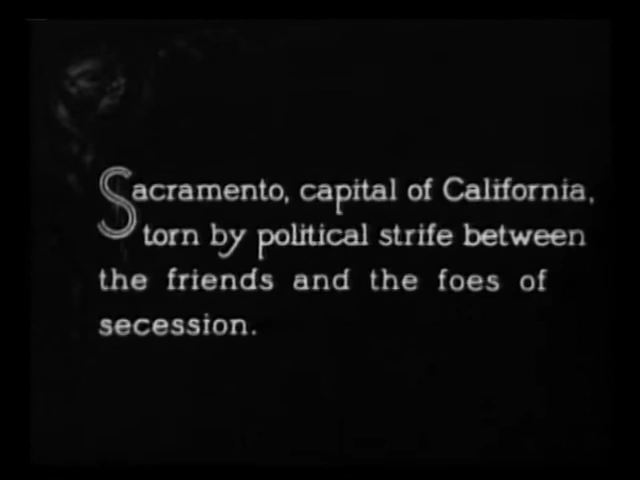 Sacramento, capital of California,
torn by political strife between
the friends and the foes of
secession.